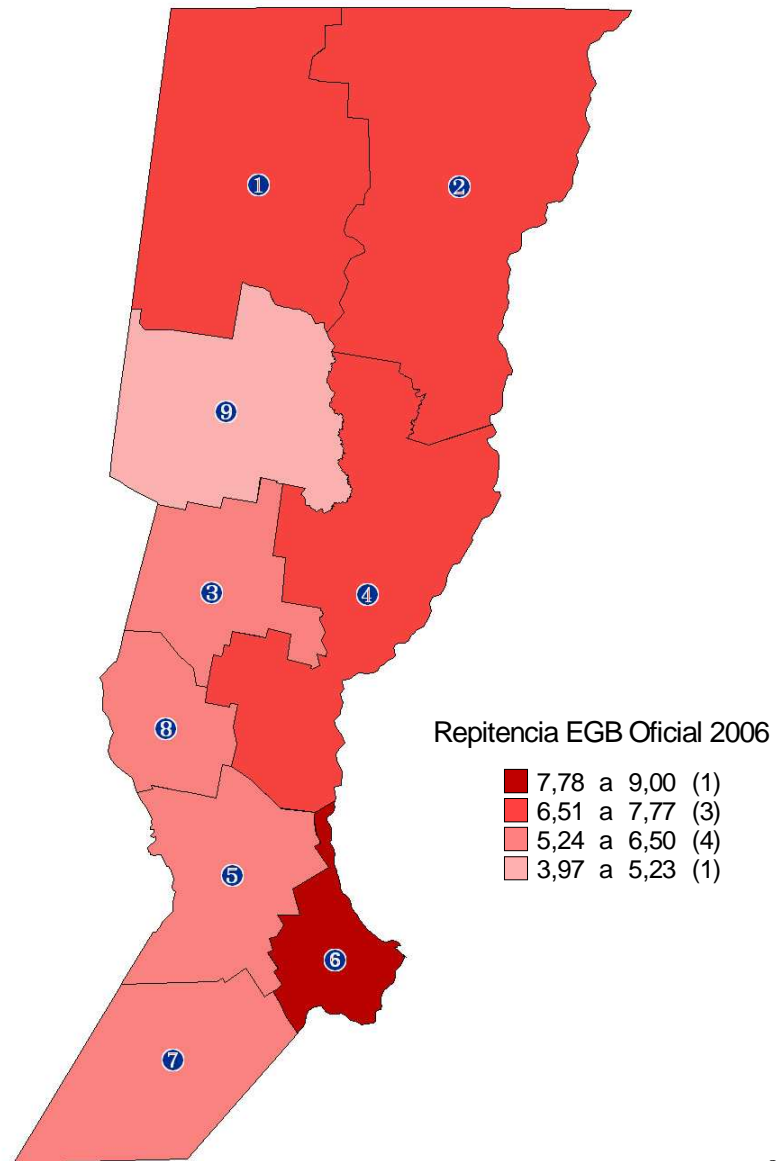 1
2
9
3
4
8
Repitencia EGB Oficial 2006
7,78 a 9,00 (1)
6,51 a 7,77 (3)
5,24 a 6,50 (4)
3,97 a 5,23 (1)
5
6
7